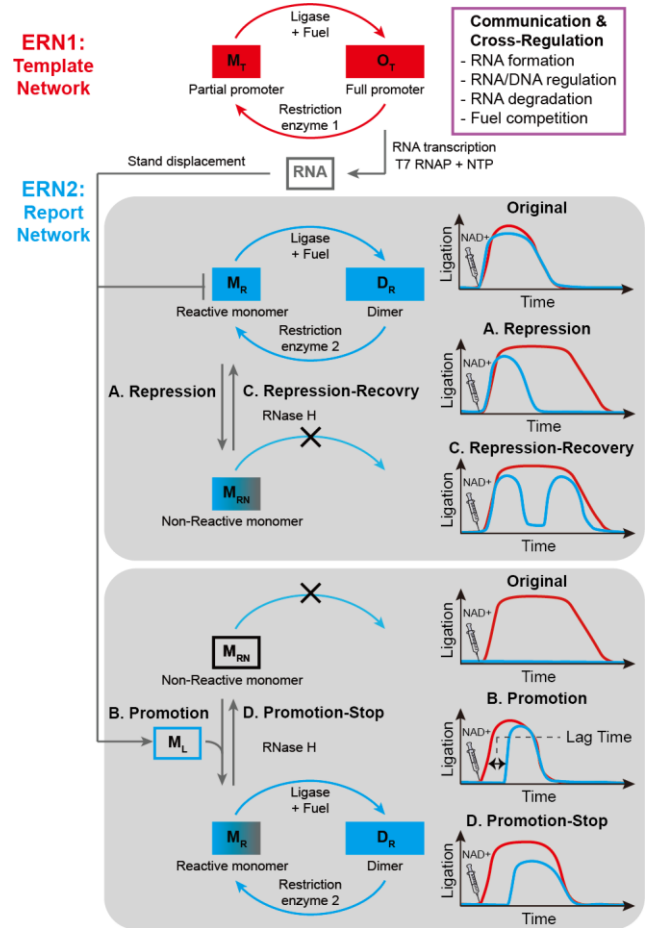 ERN1:
Template
Network
Ligase
+ Fuel
M_T
O_T
Partial promoter
Full promoter
Restriction
enzyme 1
Communication &
Cross-Regulation
- RNA formation
- RNA/DNA regulation
- RNA degradation
- Fuel competition
RNA transcription
T7 RNAP + NTP
Stand displacement
RNA
ERN2:
Report
Network
Ligase
+ Fuel
M_R
D_R
Reactive monomer
Dimer
Restriction
enzyme 2
A. Repression
C. Repression-Recovry
RNase H
M_RN
Non-Reactive monomer
Original
NAD+
Ligation
Time
A. Repression
NAD+
Ligation
Time
C. Repression-Recovery
NAD+
Ligation
Time
M_RN
Non-Reactive monomer
B. Promotion
D. Promotion-Stop
M_L
RNase H
Ligase
+ Fuel
M_R
D_R
Reactive monomer
Dimer
Restriction
enzyme 2
Original
NAD+
Ligation
Time
B. Promotion
NAD+
Lag Time
Ligation
Time
D. Promotion-Stop
NAD+
Ligation
Time